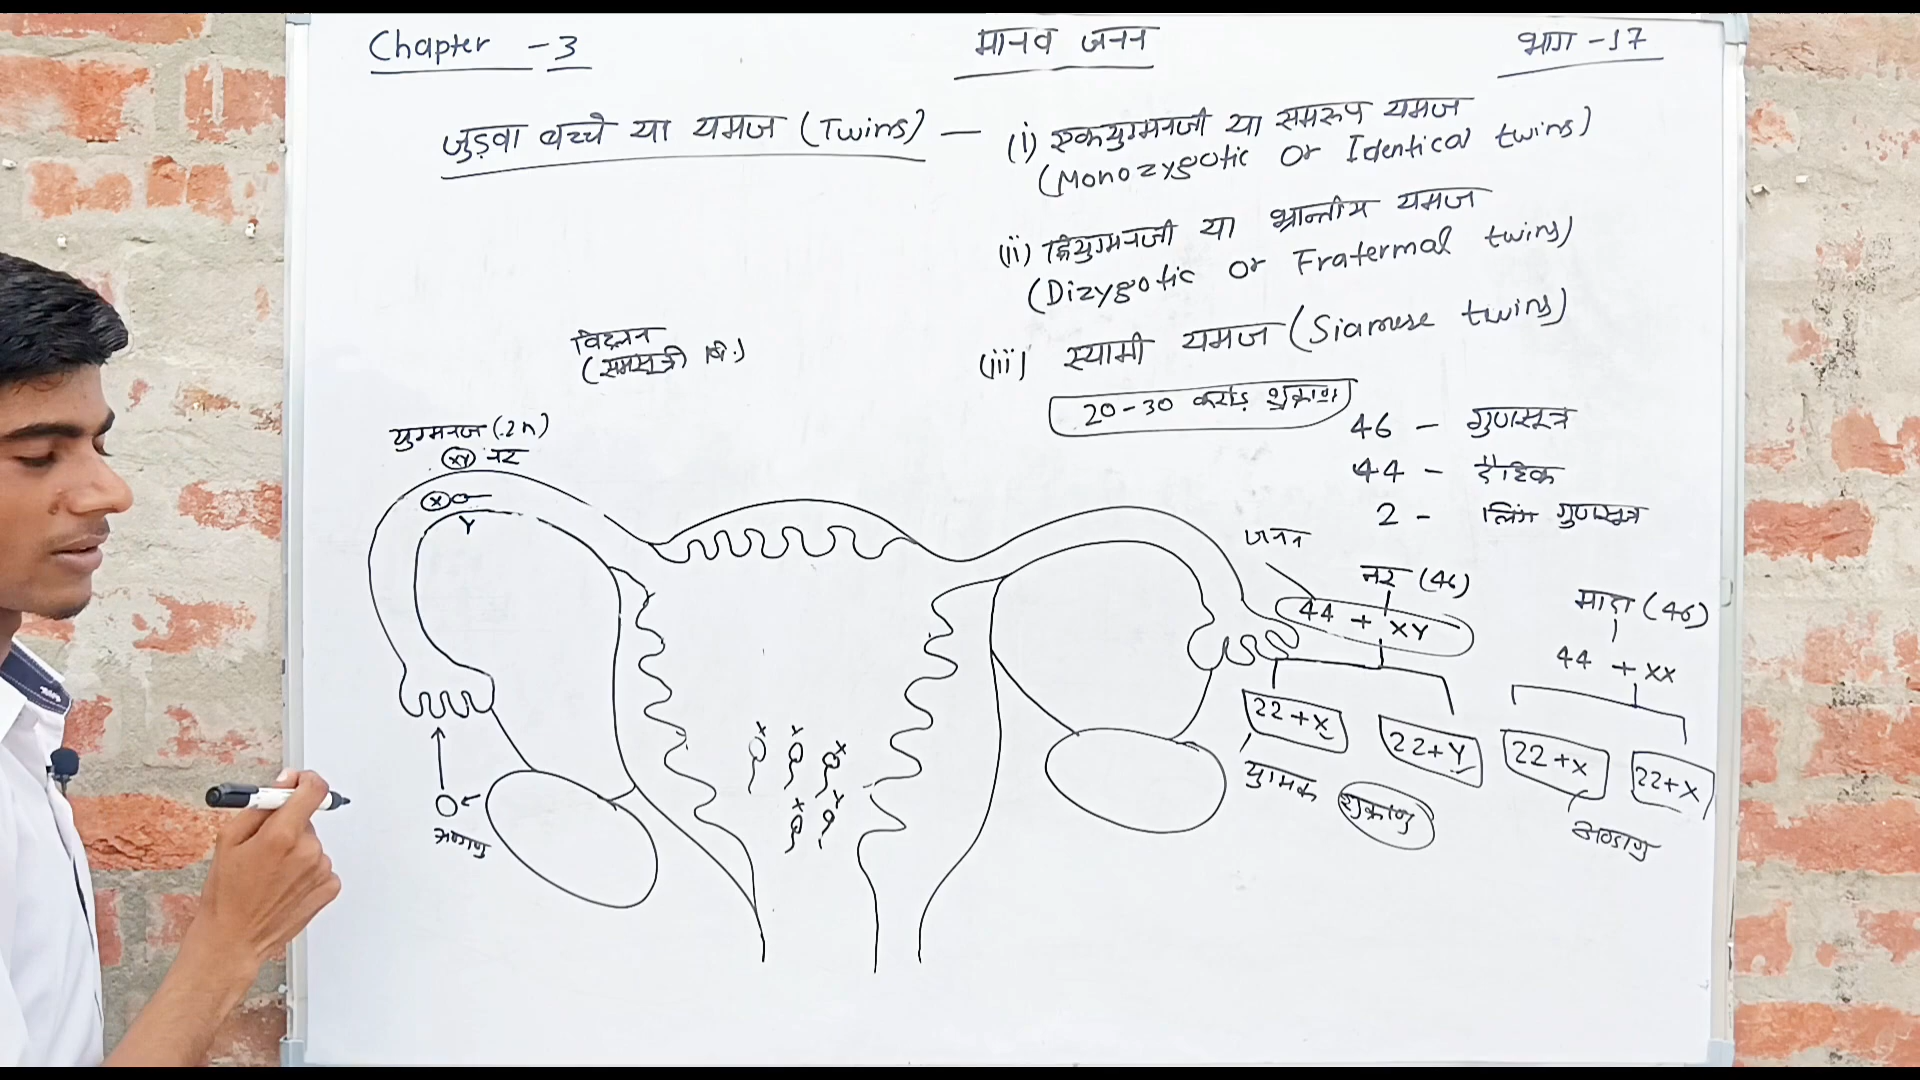 Chapter - 3
मानव जनन
भाग - 17
जुड़वा बच्चे या यमज (Twins) —
(i) एकयुग्मनजी या समरूप यमज
(Monozygotic or Identical twins)
(ii) द्वियुग्मनजी या भ्रान्तीय यमज
(Dizygotic or Fratermal twins)
(iii) स्यामी यमज (Siamese twins)
विदलन
(समसूत्री वि.)
20-30 करोड़ शुक्राणु
46 - गुणसूत्र
44 - दैहिक
2 - लिंग गुणसूत्र
युग्मनज (2n)
XY नर
X
Y
जनन
नर (46)
44 + XY
22+X
22+Y
युग्मक
शुक्राणु
मादा (46)
44 + XX
22+X
22+X
अण्डाणु
X X X
X Y
अण्डाणु